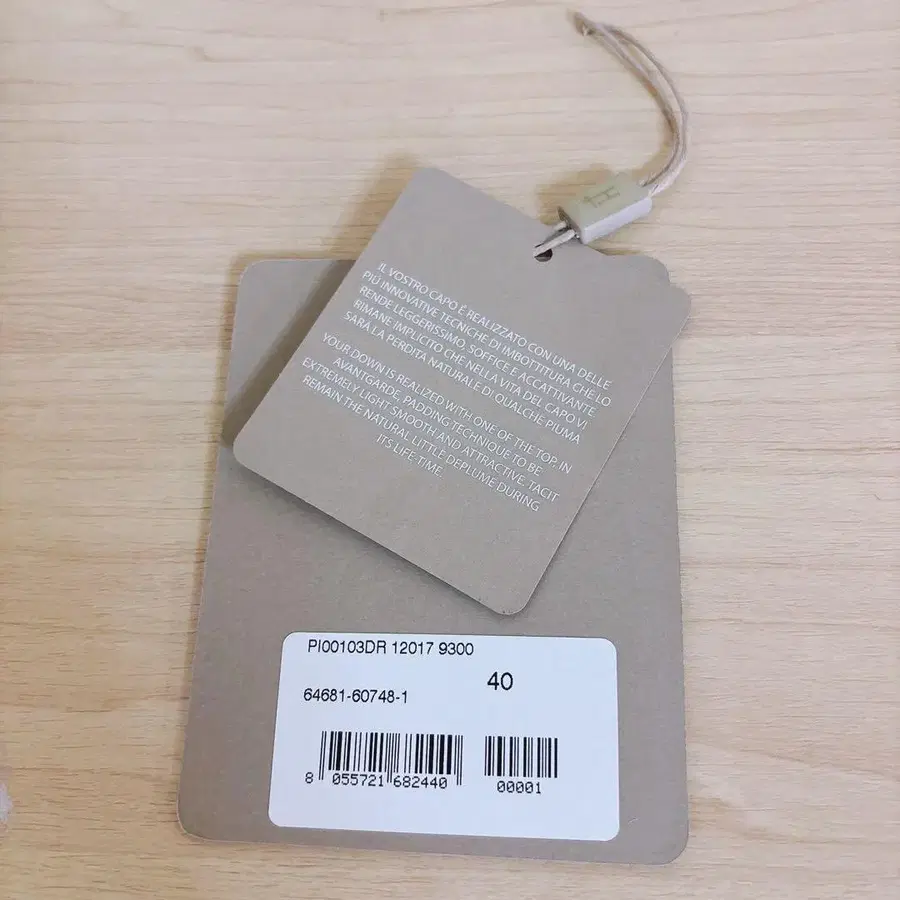 IL VOSTRO CAPO È REALIZZATO CON UNA DELLE
PIÙ INNOVATIVE TECNICHE DI IMBOTTITURA CHE LO
RENDE LEGGERISSIMO, SOFFICE E ACCATTIVANTE.
RIMANE IMPLICITO CHE NELLA VITA DEL CAPO VI
SARÀ LA PERDITA NATURALE DI QUALCHE PIUMA
YOUR DOWN IS REALIZED WITH ONE OF THE TOP, IN
AVANTGARDE, PADDING TECHNIQUE TO BE
EXTREMELY LIGHT SMOOTH AND ATTRACTIVE. TACIT
REMAIN THE NATURAL LITTLE DEPLUME DURING
ITS LIFE-TIME.
PI00103DR 12017 9300
40
64681-60748-1
8 055721 682440 00001